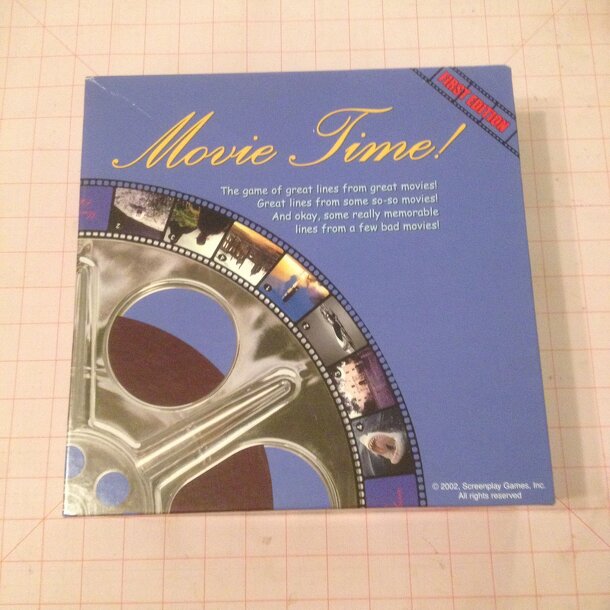 FIRST EDITION
Movie Time!
The game of great lines from great movies!
Great lines from some so-so movies!
And okay, some really memorable
lines from a few bad movies!
© 2002, Screenplay Games, Inc.
All rights reserved